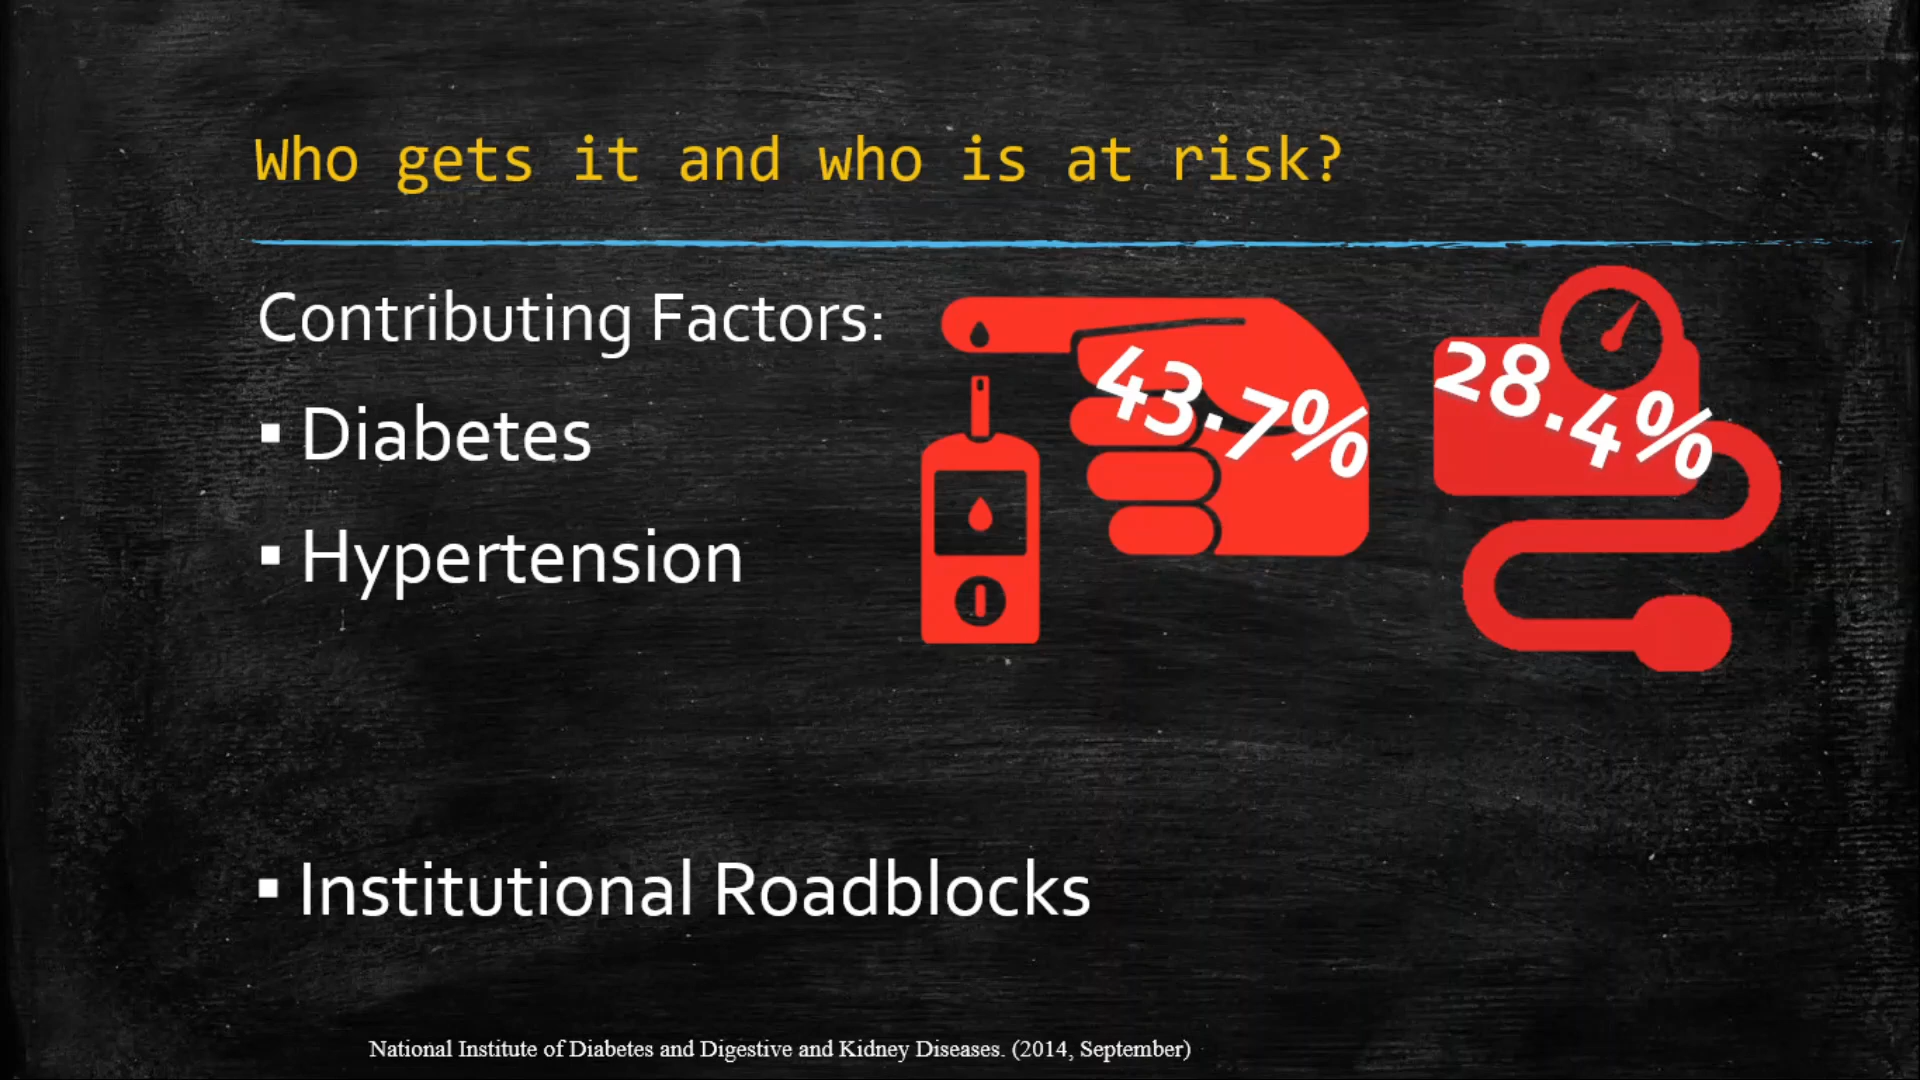 Who gets it and who is at risk?
Contributing Factors:
▪ Diabetes
▪ Hypertension
43.7%
28.4%
▪ Institutional Roadblocks
National Institute of Diabetes and Digestive and Kidney Diseases. (2014, September)